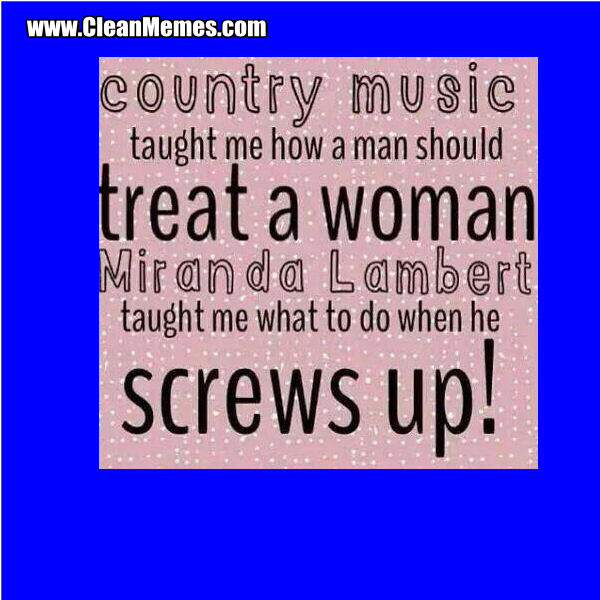 www.CleanMemes.com
country music
taught me how a man should
treat a woman
Miranda Lambert
taught me what to do when he
screws up!